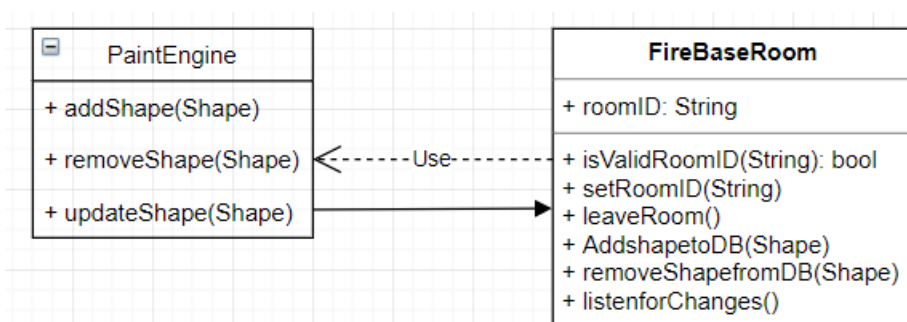 PaintEngine
+ addShape(Shape)
+ removeShape(Shape)
+ updateShape(Shape)
Use
FireBaseRoom
+ roomID: String
+ isValidRoomID(String): bool
+ setRoomID(String)
+ leaveRoom()
+ AddshapetoDB(Shape)
+ removeShapefromDB(Shape)
+ listenforChanges()